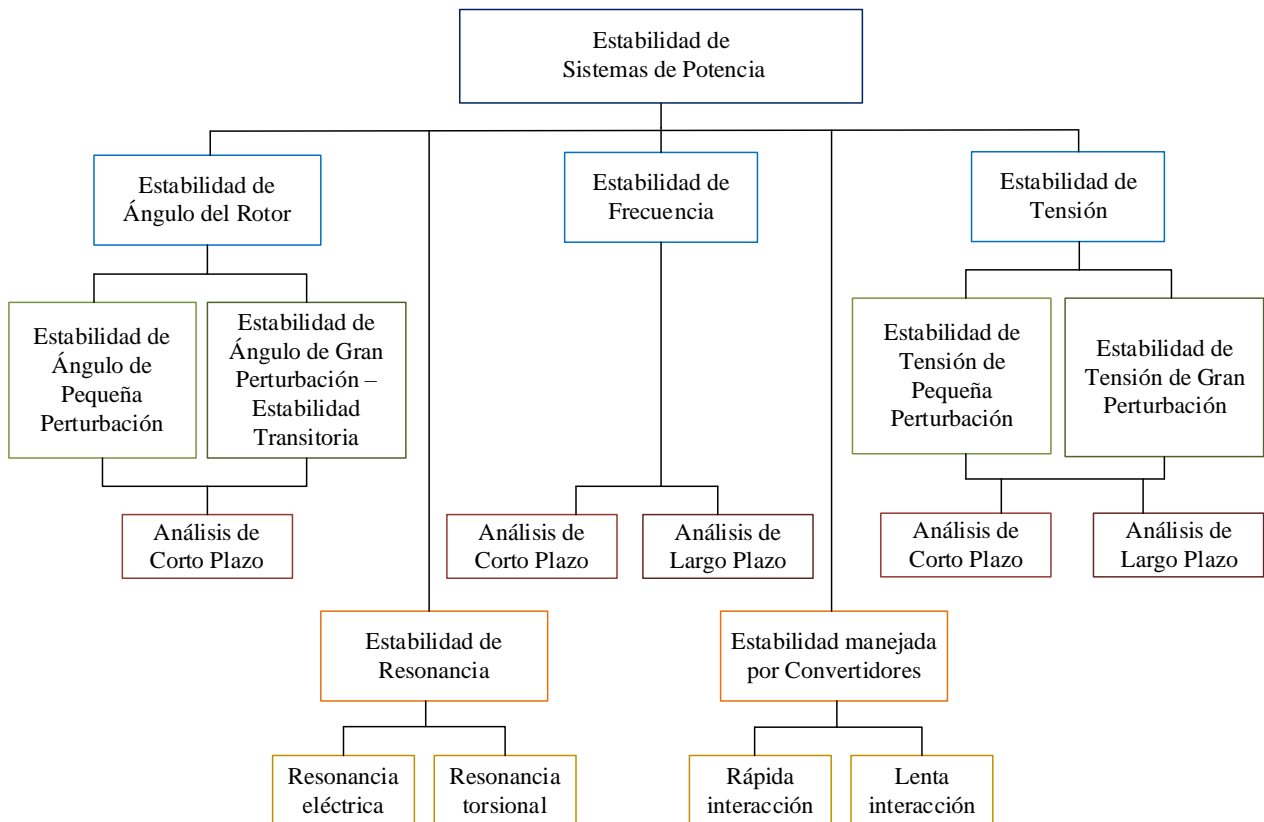 Estabilidad de
Sistemas de Potencia
Estabilidad de
Ángulo del Rotor
Estabilidad de
Frecuencia
Estabilidad de
Tensión
Estabilidad de
Ángulo de
Pequeña
Perturbación
Estabilidad de
Ángulo de Gran
Perturbación –
Estabilidad
Transitoria
Estabilidad de
Tensión de
Pequeña
Perturbación
Estabilidad de
Tensión de Gran
Perturbación
Análisis de
Corto Plazo
Análisis de
Corto Plazo
Análisis de
Largo Plazo
Análisis de
Corto Plazo
Análisis de
Largo Plazo
Estabilidad de
Resonancia
Estabilidad manejada
por Convertidores
Resonancia
eléctrica
Resonancia
torsional
Rápida
interacción
Lenta
interacción